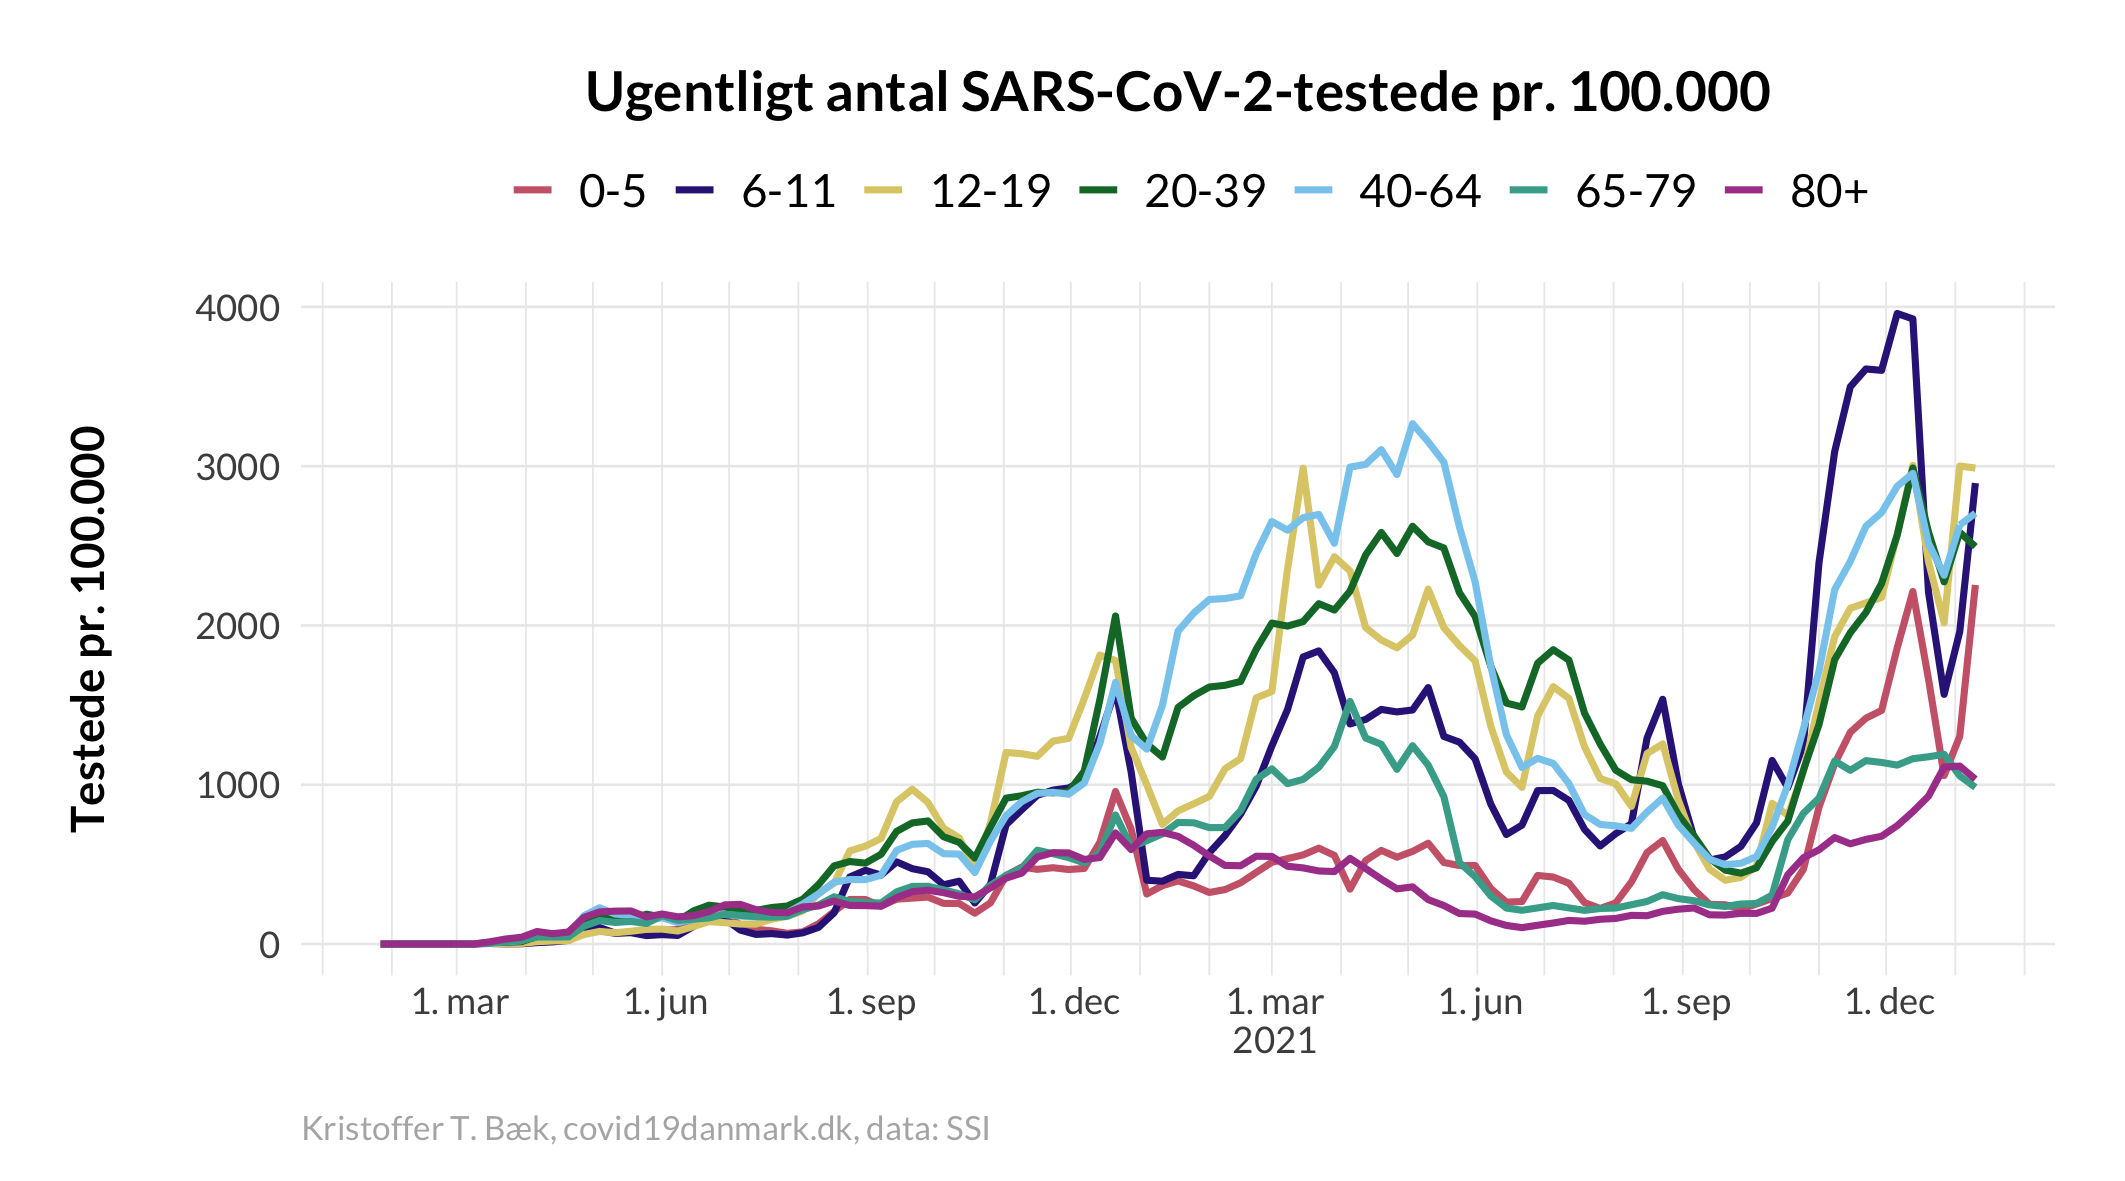 Ugentligt antal SARS-CoV-2-testede pr. 100.000
0-5 6-11 12-19 20-39 40-64 65-79 80+
Testede pr. 100.000
4000
3000
2000
1000
0
1. mar 1. jun 1. sep 1. dec 1. mar 1. jun 1. sep 1. dec
2021
Kristoffer T. Bæk, covid19danmark.dk, data: SSI